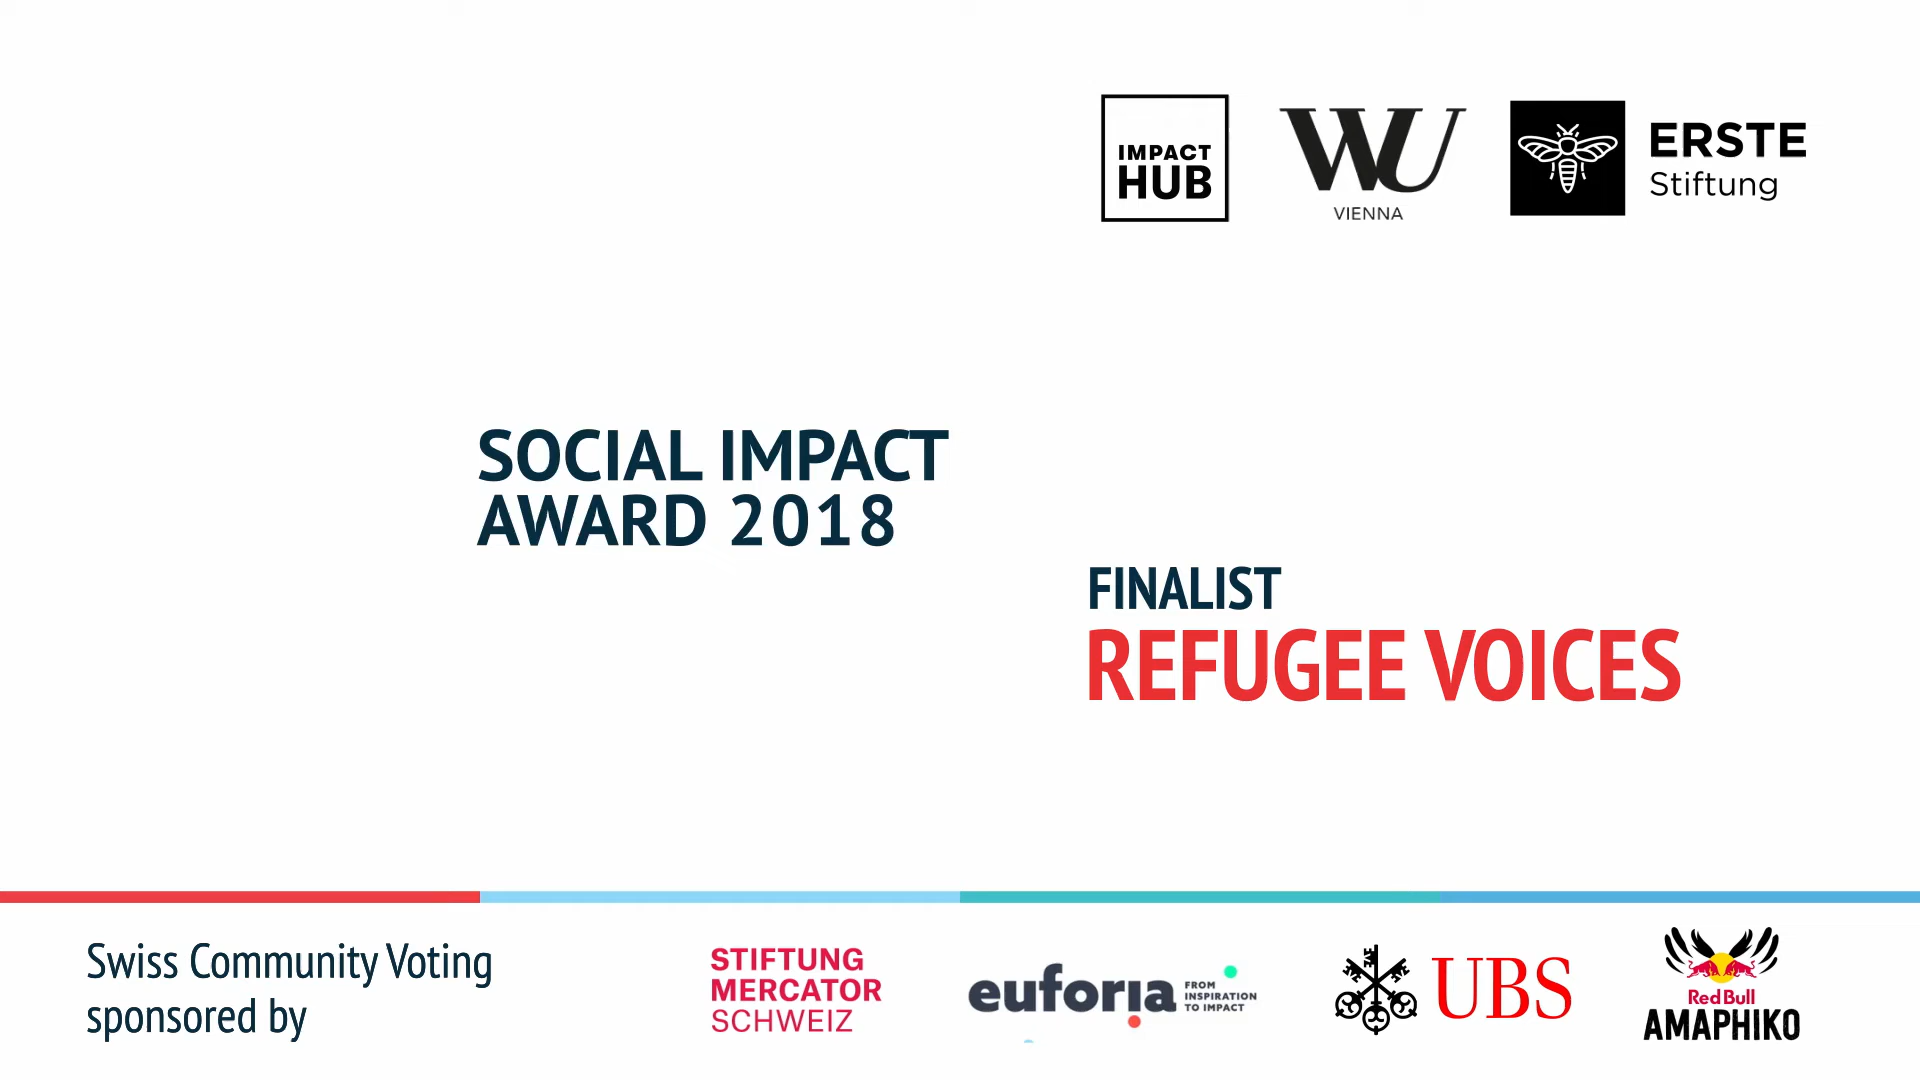 IMPACT
HUB
WU
VIENNA
ERSTE
Stiftung
SOCIAL IMPACT
AWARD 2018
FINALIST
REFUGEE VOICES
Swiss Community Voting
sponsored by
STIFTUNG
MERCATOR
SCHWEIZ
euforia
FROM
INSPIRATION
TO IMPACT
UBS
Red Bull
AMAPHIKO